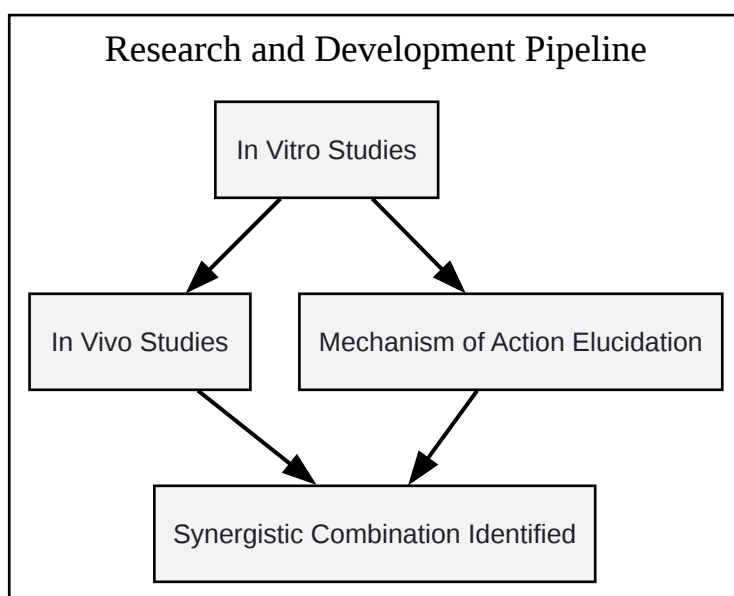 Research and Development Pipeline
In Vitro Studies
In Vivo Studies
Mechanism of Action Elucidation
Synergistic Combination Identified